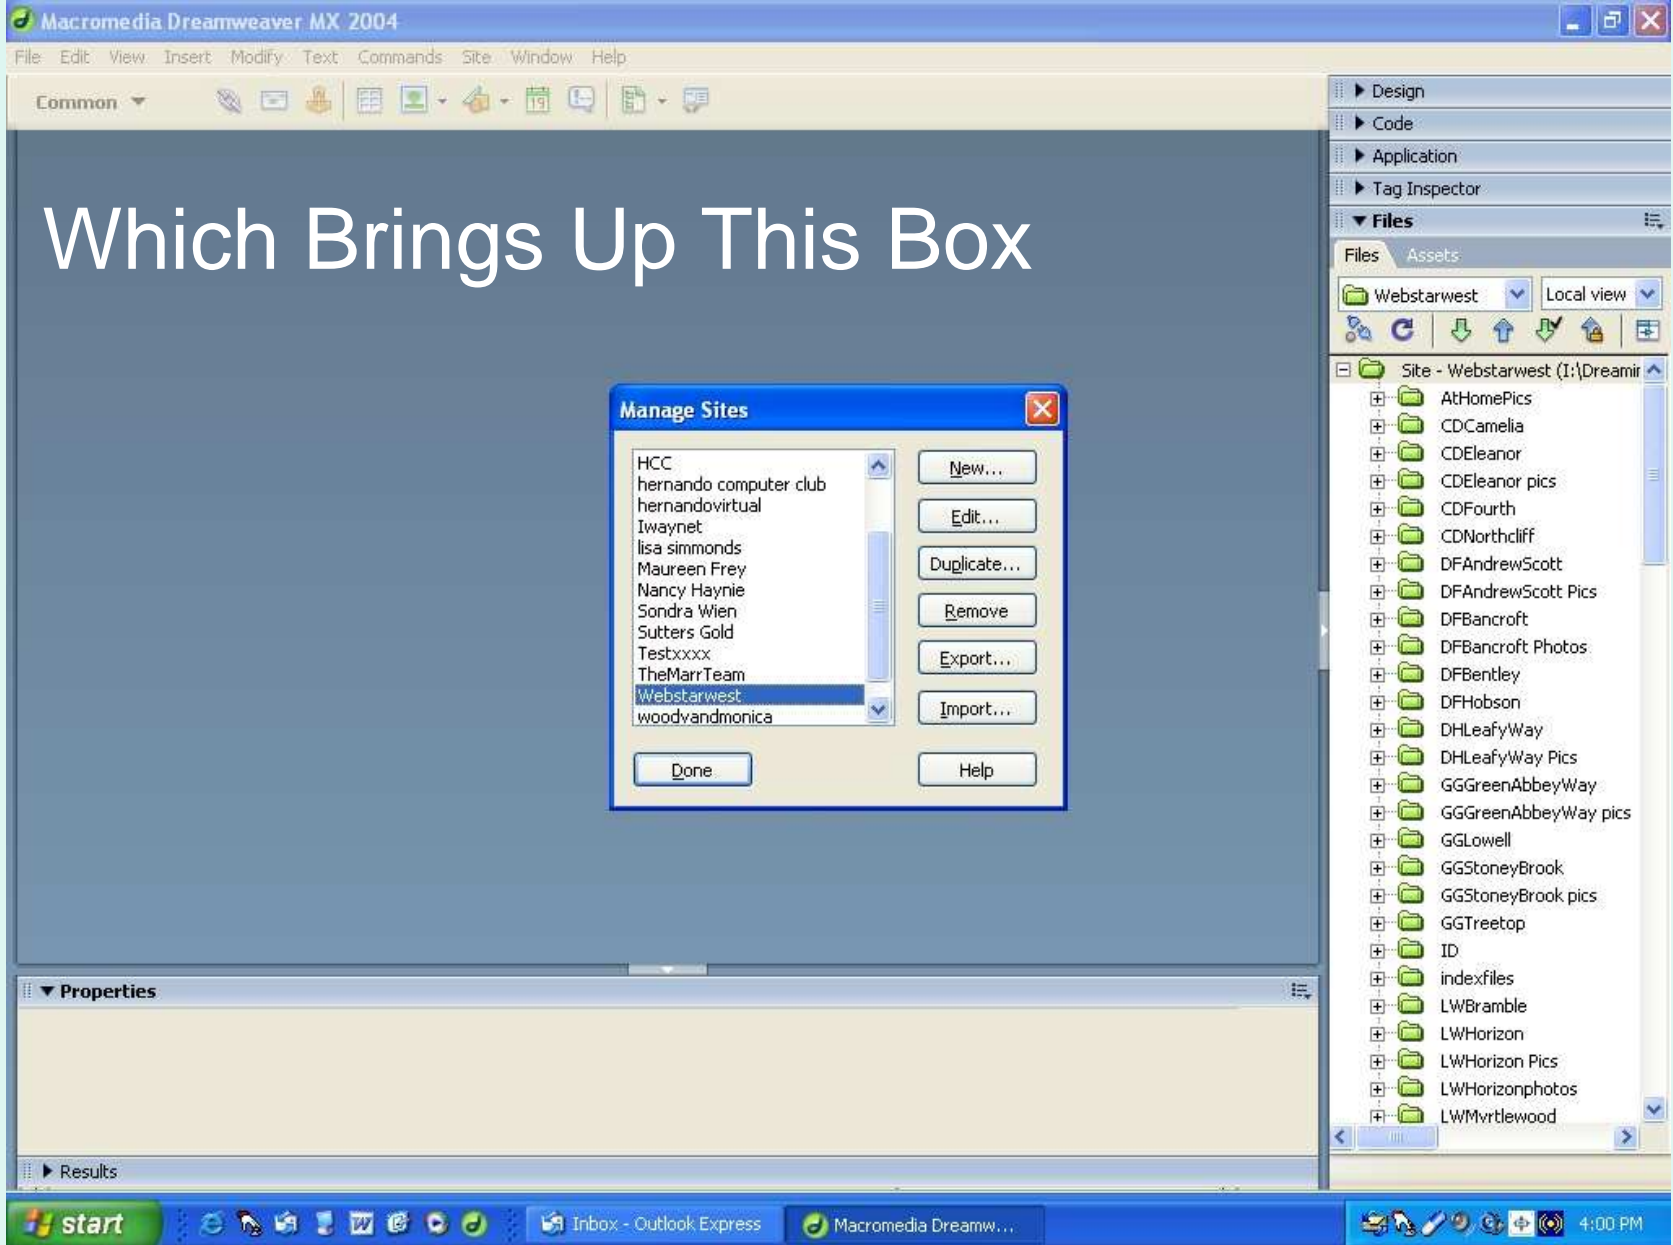 Macromedia Dreamweaver MX 2004
File Edit View Insert Modify Text Commands Site Window Help
Common
19
Which Brings Up This Box
Manage Sites
HCC
hernando computer club
hernandovirtual
Iwaynet
lisa simmonds
Maureen Frey
Nancy Haynie
Sondra Wien
Sutters Gold
Testxxxx
TheMarrTeam
Webstarwest
woodyandmonica
New...
Edit...
Duplicate...
Remove
Export...
Import...
Done
Help
Design
Code
Application
Tag Inspector
Files
Files Assets
Webstarwest Local view
Site - Webstarwest (I:\Dreamir
AtHomePics
CDCamelia
CDEleanor
CDEleanor pics
CDFourth
CDNorthcliff
DFAndrewScott
DFAndrewScott Pics
DFBancroft
DFBancroft Photos
DFBentley
DFHobson
DHLeafyWay
DHLeafyWay Pics
GGGreenAbbeyWay
GGGreenAbbeyWay pics
GGLowell
GGStoneyBrook
GGStoneyBrook pics
GGTreetop
ID
indexfiles
LWBramble
LWHorizon
LWHorizon Pics
LWHorizonphotos
LWMyrtlewood
Properties
Results
start
Inbox - Outlook Express
Macromedia Dreamw...
4:00 PM